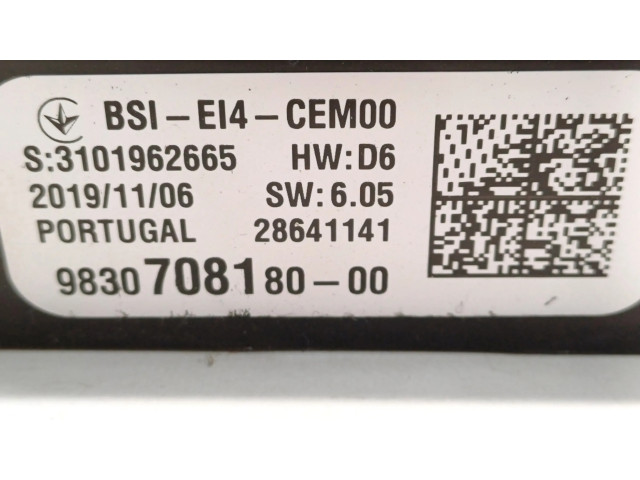 BSI-EI4-CEM00
S:3101962665 HW:D6
2019/11/06 SW:6.05
PORTUGAL 28641141
9830708180-00